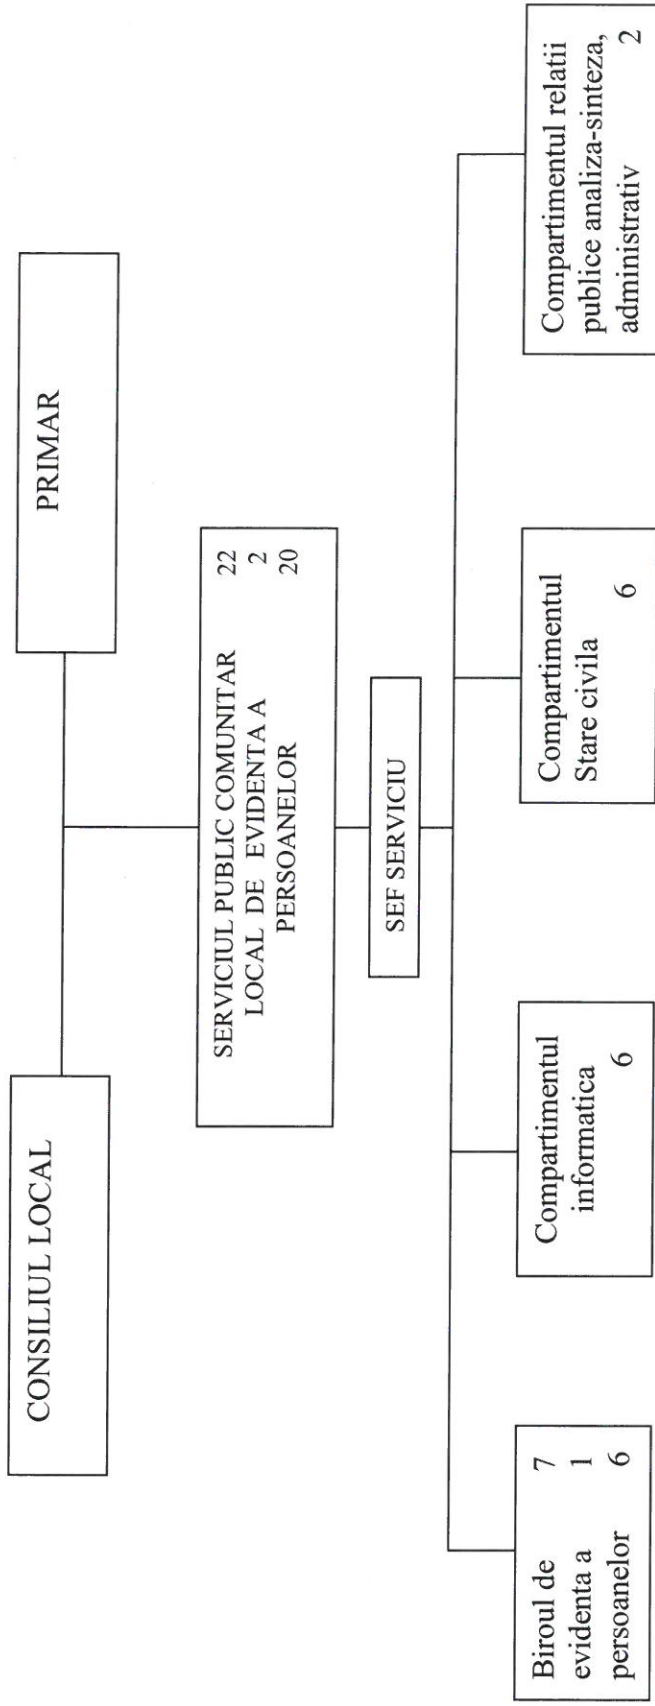 CONSILIUL LOCAL
PRIMAR
SERVICIUL PUBLIC COMUNITAR 22
LOCAL DE EVIDENTA A 2
PERSOANELOR 20
SEF SERVICIU
Biroul de 7
evidenta a 1
persoanelor 6
Compartimentul
informatica
6
Compartimentul
Stare civila
6
Compartimentul relatii
publice analiza-sinteza,
administrativ 2